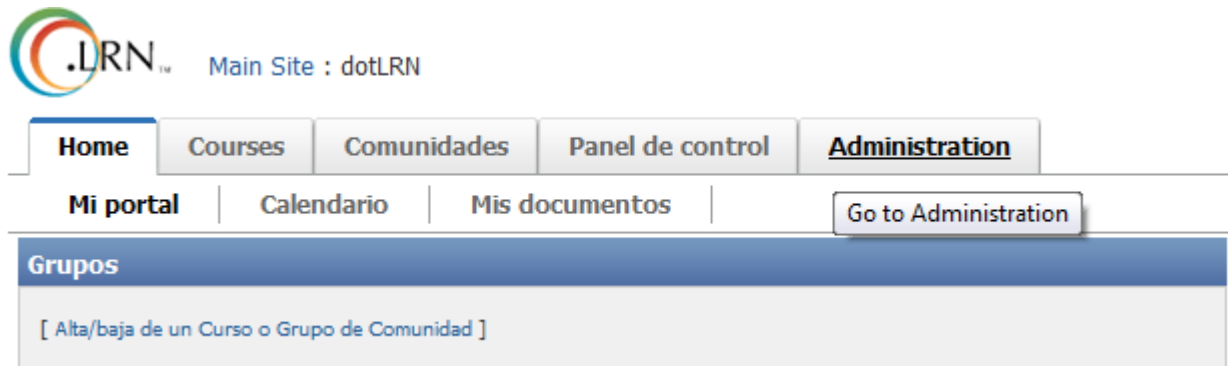 .LRN™ Main Site : dotLRN
Home Courses Comunidades Panel de control Administration
Mi portal Calendario Mis documentos Go to Administration
Grupos
[ Alta/baja de un Curso o Grupo de Comunidad ]